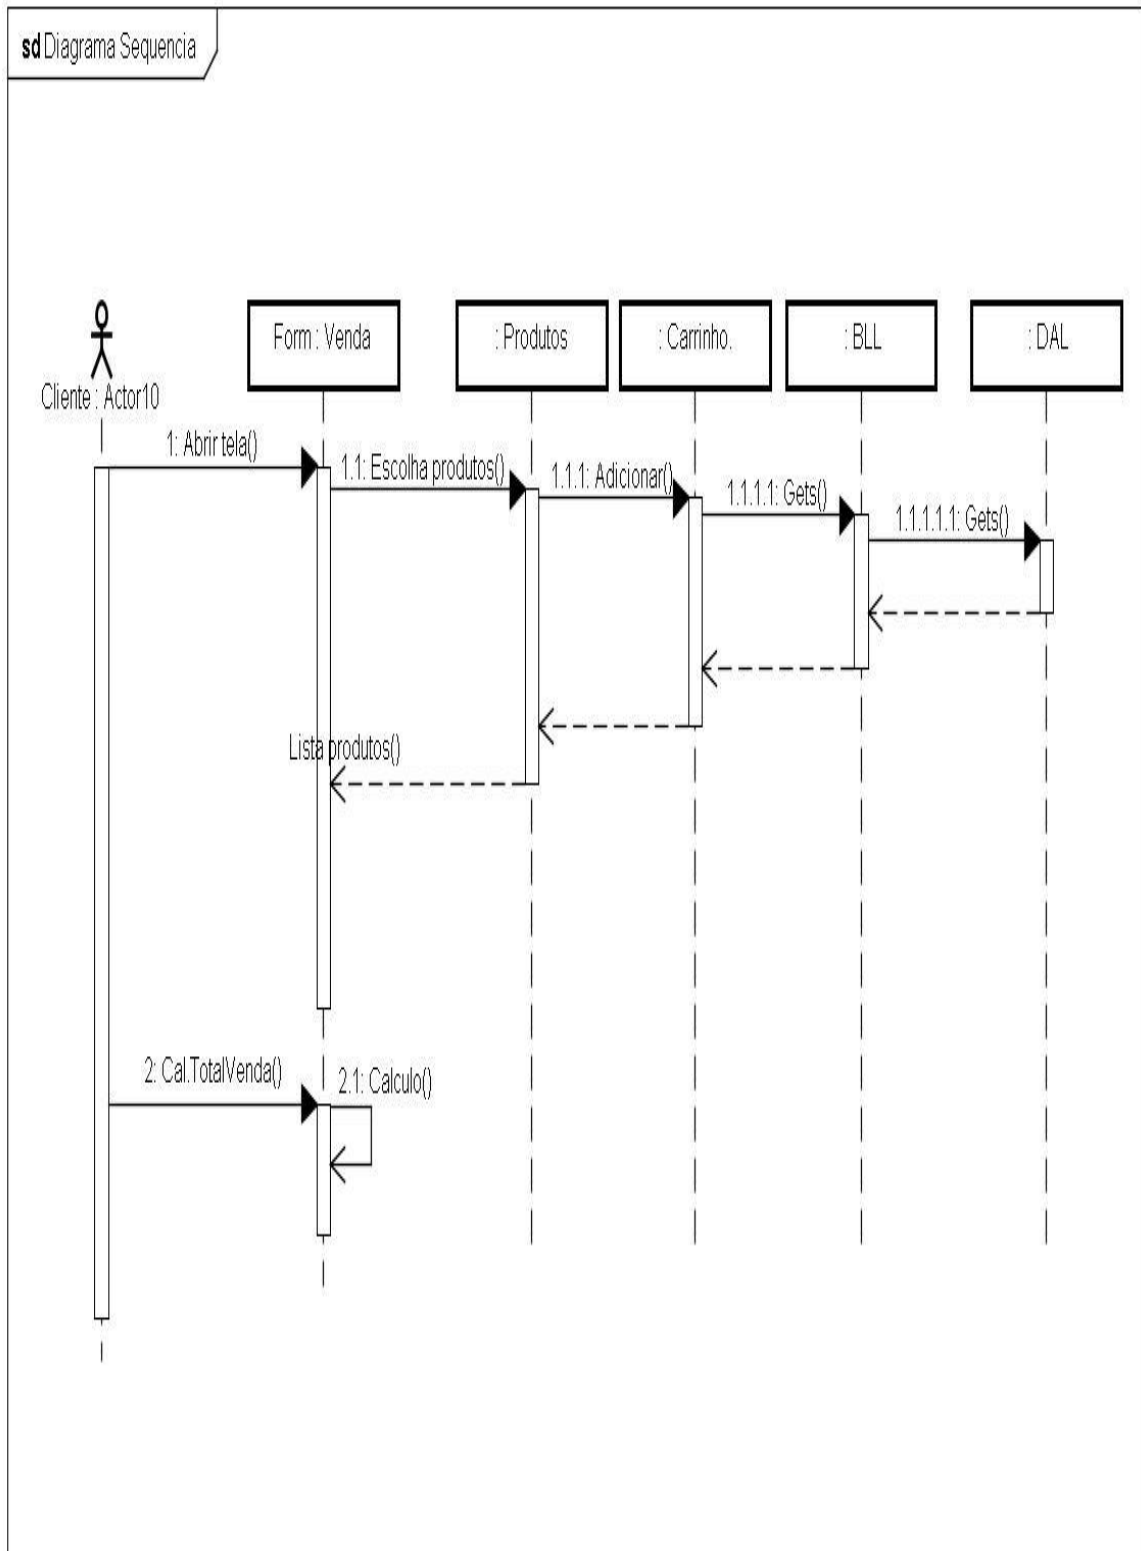 sd Diagrama Sequencia
Form : Venda
: Produtos
: Carrinho.
: BLL
: DAL
Cliente : Actor10
1: Abrir tela()
1.1: Escolha produtos()
1.1.1: Adicionar()
1.1.1.1: Gets()
1.1.1.1.1: Gets()
Lista produtos()
2: Cal.TotalVenda()
2.1: Calculo()